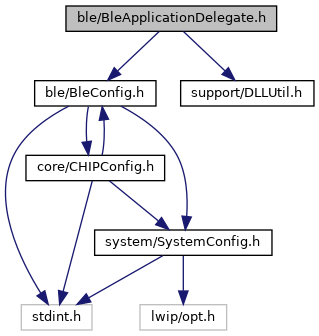 ble/BleApplicationDelegate.h
ble/BleConfig.h
support/DLLUtil.h
core/CHIPConfig.h
system/SystemConfig.h
stdint.h
lwip/opt.h